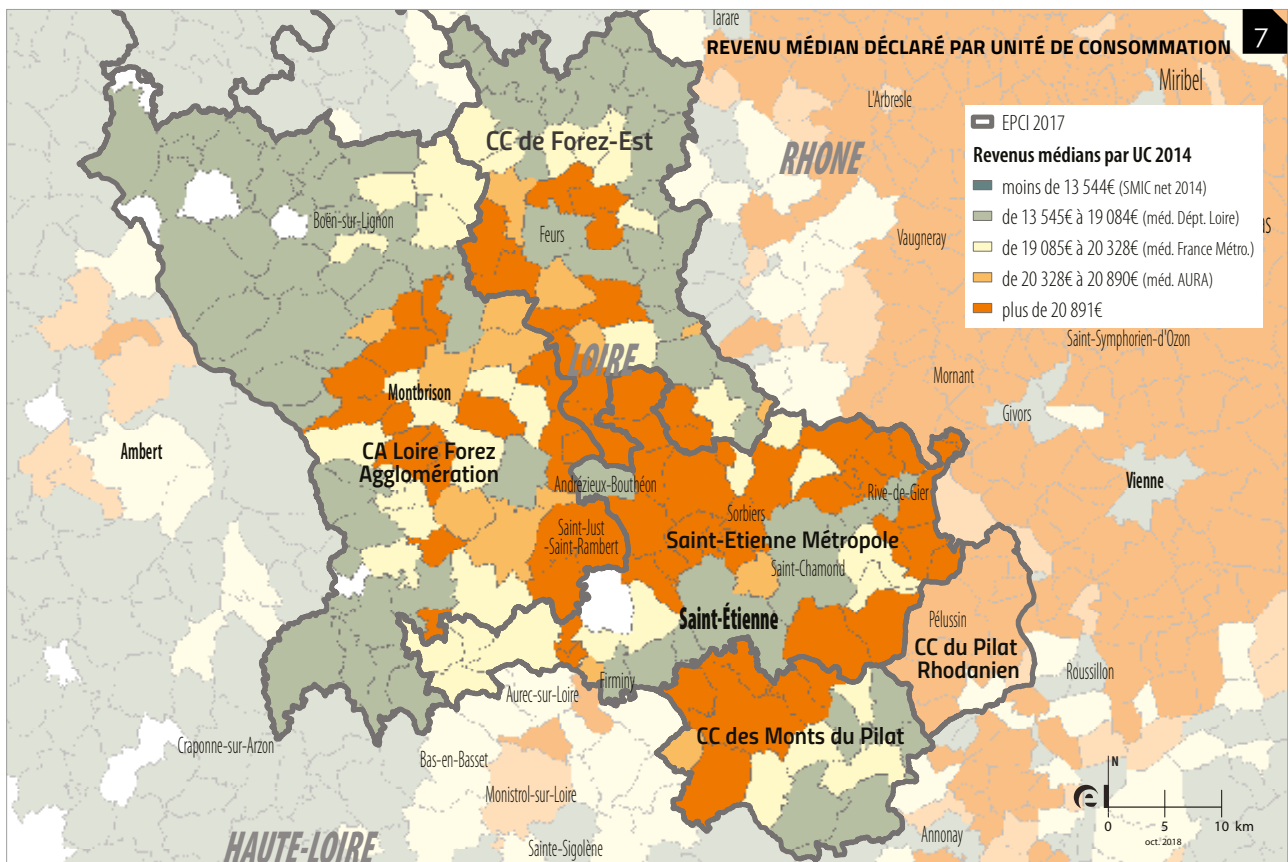 Tarare
REVENU MÉDIAN DÉCLARÉ PAR UNITÉ DE CONSOMMATION
7
Miribel
L'Arbresle
EPCI 2017
Revenus médians par UC 2014
moins de 13 544€ (SMIC net 2014)
de 13 545€ à 19 084€ (méd. Dépt. Loire)
de 19 085€ à 20 328€ (méd. France Métro.)
de 20 328€ à 20 890€ (méd. AURA)
plus de 20 891€
CC de Forez-Est
RHONE
Boën-sur-Lignon
Feurs
Vaugneray
Saint-Symphorien-d'Ozon
LOIRE
Mornant
Montbrison
Givors
Ambert
CA Loire Forez
Agglomération
Andrézieux-Bouthéon
Rive-de-Gier
Vienne
Sorbiers
Saint-Just
-Saint-Rambert
Saint-Etienne Métropole
Saint-Chamond
Saint-Étienne
Pélussin
CC du Pilat
Rhodanien
Roussillon
Firminy
Aurec-sur-Loire
CC des Monts du Pilat
Craponne-sur-Arzon
Bas-en-Basset
Monistrol-sur-Loire
N
0 5 10 km
oct. 2018
Annonay
HAUTE-LOIRE
Sainte-Sigolène